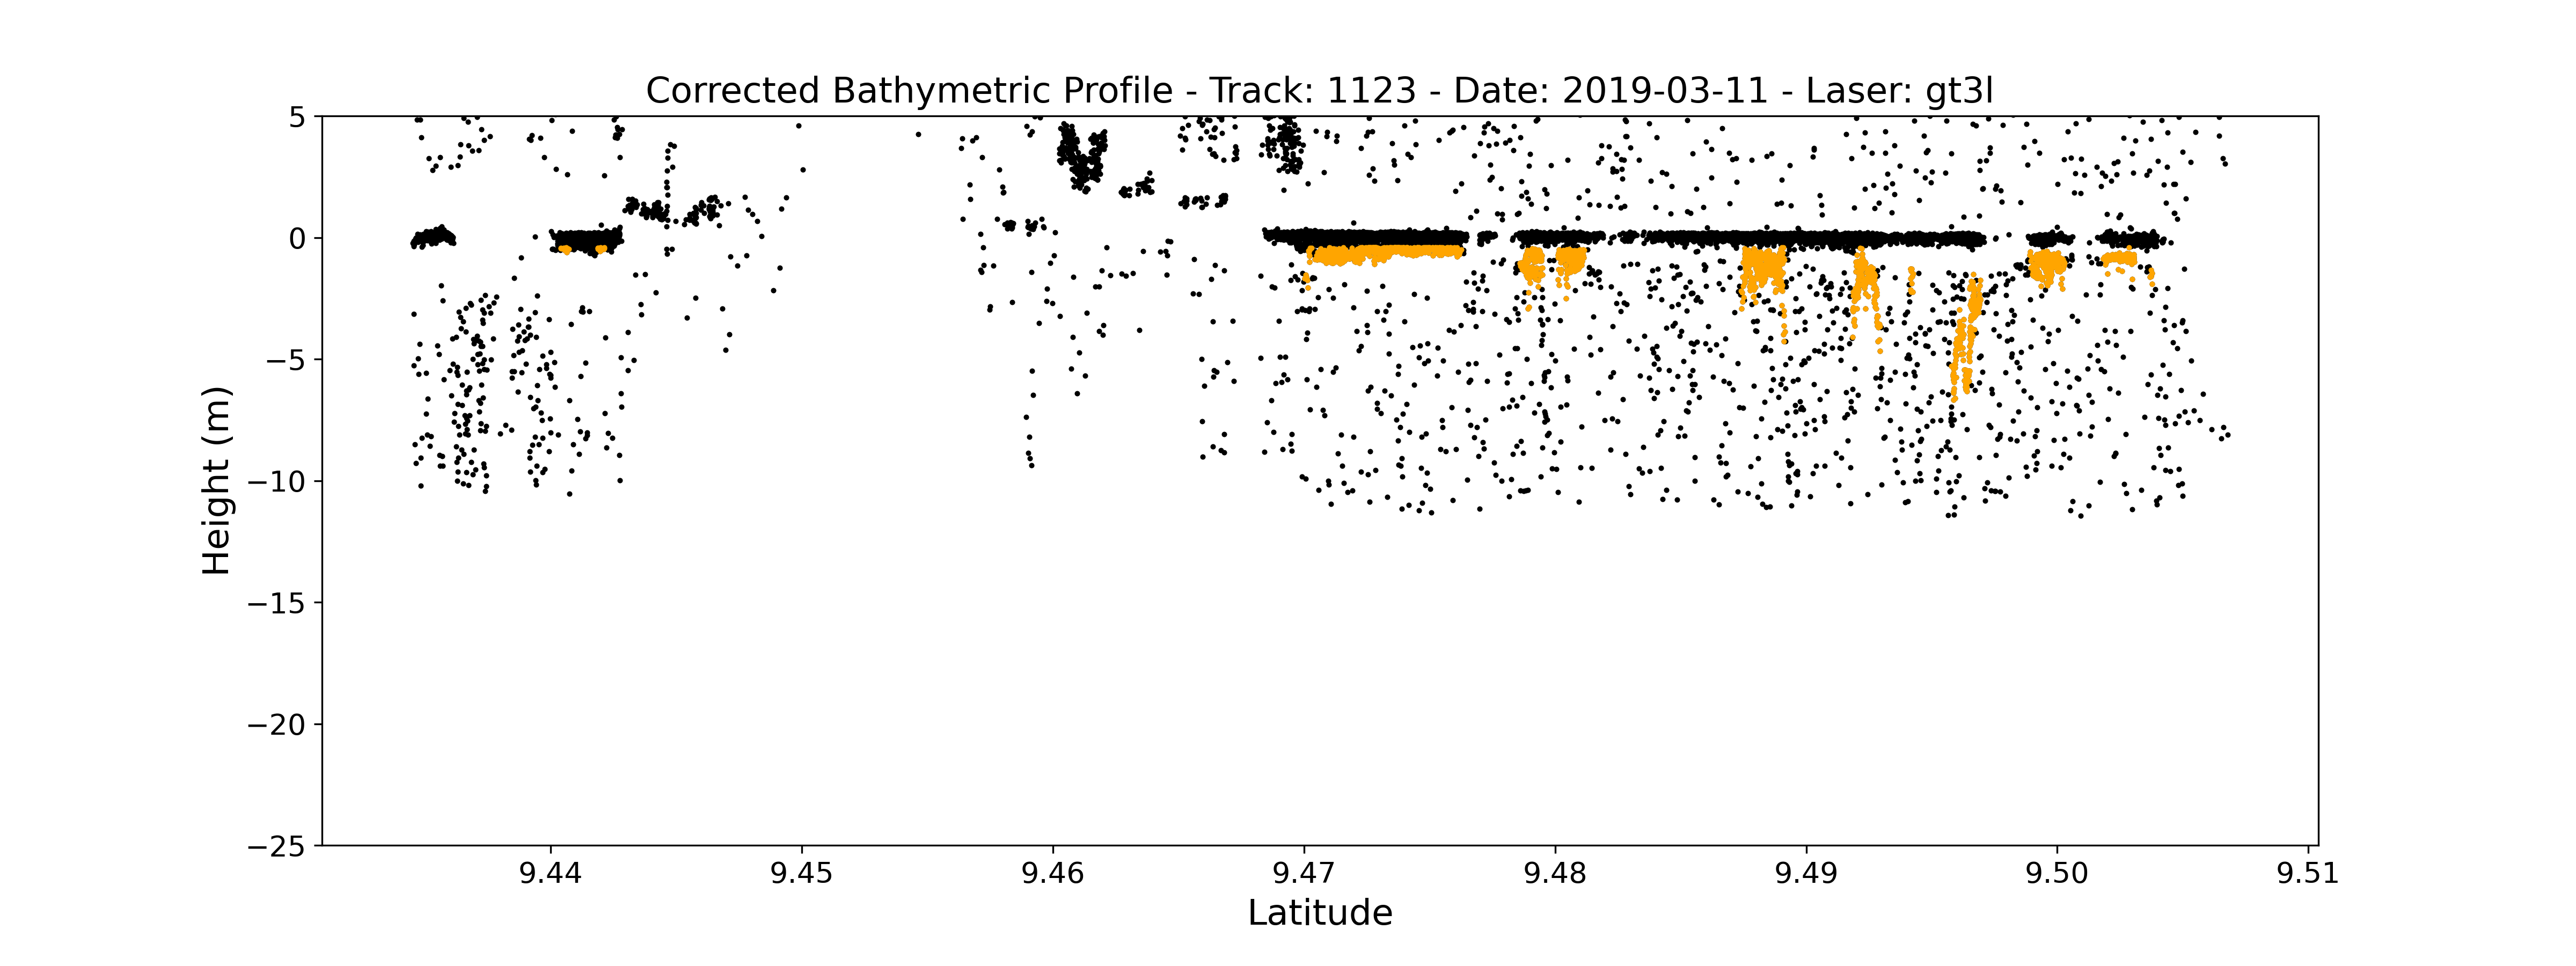 Corrected Bathymetric Profile - Track: 1123 - Date: 2019-03-11 - Laser: gt3l
5
0
−5
−10
−15
−20
−25
Height (m)
9.44 9.45 9.46 9.47 9.48 9.49 9.50 9.51
Latitude